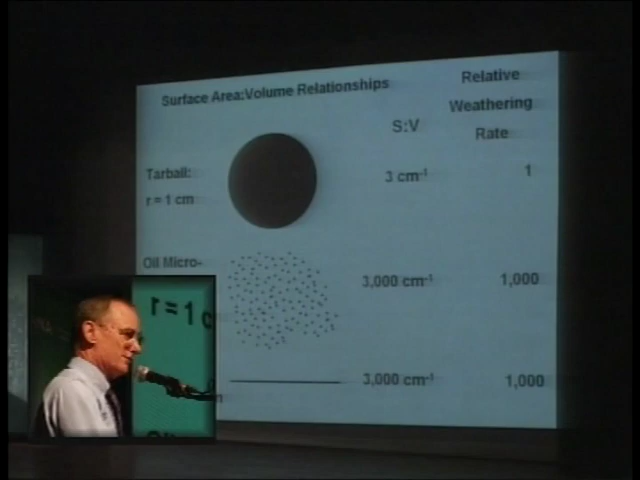 Surface Area:Volume Relationships
Relative
Weathering
Rate
S:V
Tarball:
r = 1 cm
3 cm-1
1
Oil Micro-
3,000 cm-1
1,000
r = 1 c
3,000 cm-1
1,000